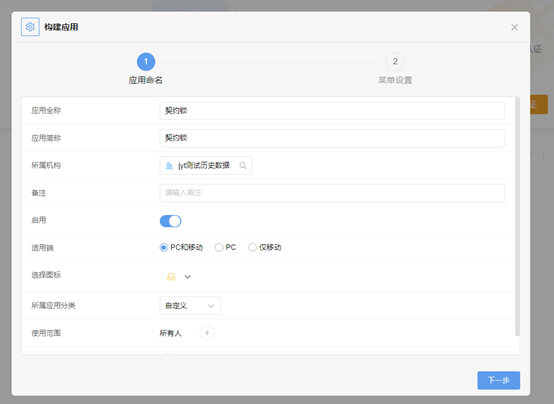 构建应用
1
2
应用命名
菜单设置
应用全称
契约锁
应用简称
契约锁
所属机构
jyt测试历史数据
备注
请输入备注
启用
适用端
PC和移动
PC
仅移动
选择图标
所属应用分类
自定义
使用范围
所有人
下一步
认证
证